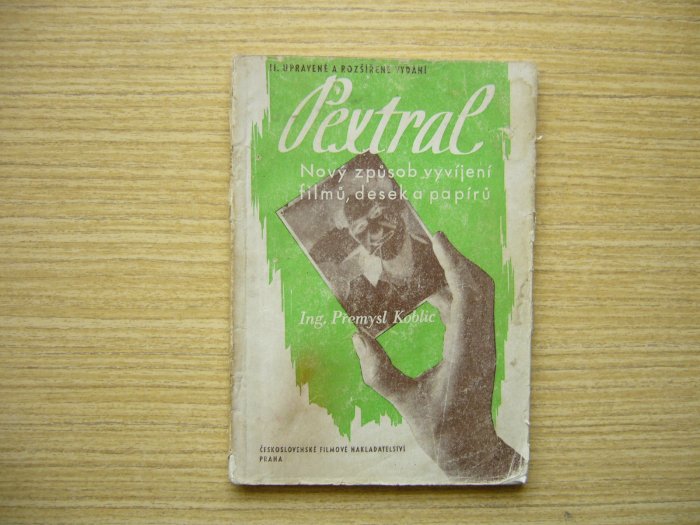 II. UPRAVENÉ A ROZŠÍŘENÉ VYDÁNÍ
Pextral
Nový způsob vyvíjení
filmů, desek a papírů
Ing. Přemysl Koblic
ČESKOSLOVENSKÉ FILMOVÉ NAKLADATELSTVÍ
PRAHA